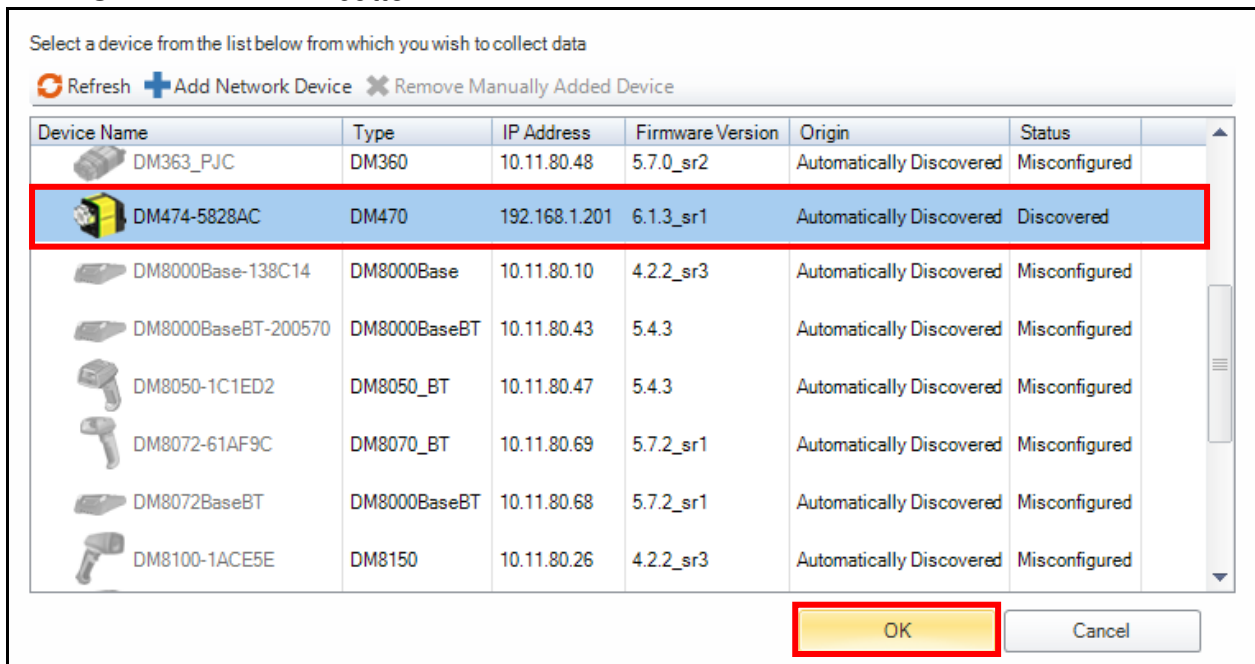 Select a device from the list below from which you wish to collect data
Refresh Add Network Device Remove Manually Added Device
Device Name Type IP Address Firmware Version Origin Status
DM363_PJC DM360 10.11.80.48 5.7.0_sr2 Automatically Discovered Misconfigured
DM474-5828AC DM470 192.168.1.201 6.1.3_sr1 Automatically Discovered Discovered
DM8000Base-138C14 DM8000Base 10.11.80.10 4.2.2_sr3 Automatically Discovered Misconfigured
DM8000BaseBT-200570 DM8000BaseBT 10.11.80.43 5.4.3 Automatically Discovered Misconfigured
DM8050-1C1ED2 DM8050_BT 10.11.80.47 5.4.3 Automatically Discovered Misconfigured
DM8072-61AF9C DM8070_BT 10.11.80.69 5.7.2_sr1 Automatically Discovered Misconfigured
DM8072BaseBT DM8000BaseBT 10.11.80.68 5.7.2_sr1 Automatically Discovered Misconfigured
DM8100-1ACE5E DM8150 10.11.80.26 4.2.2_sr3 Automatically Discovered Misconfigured
OK Cancel